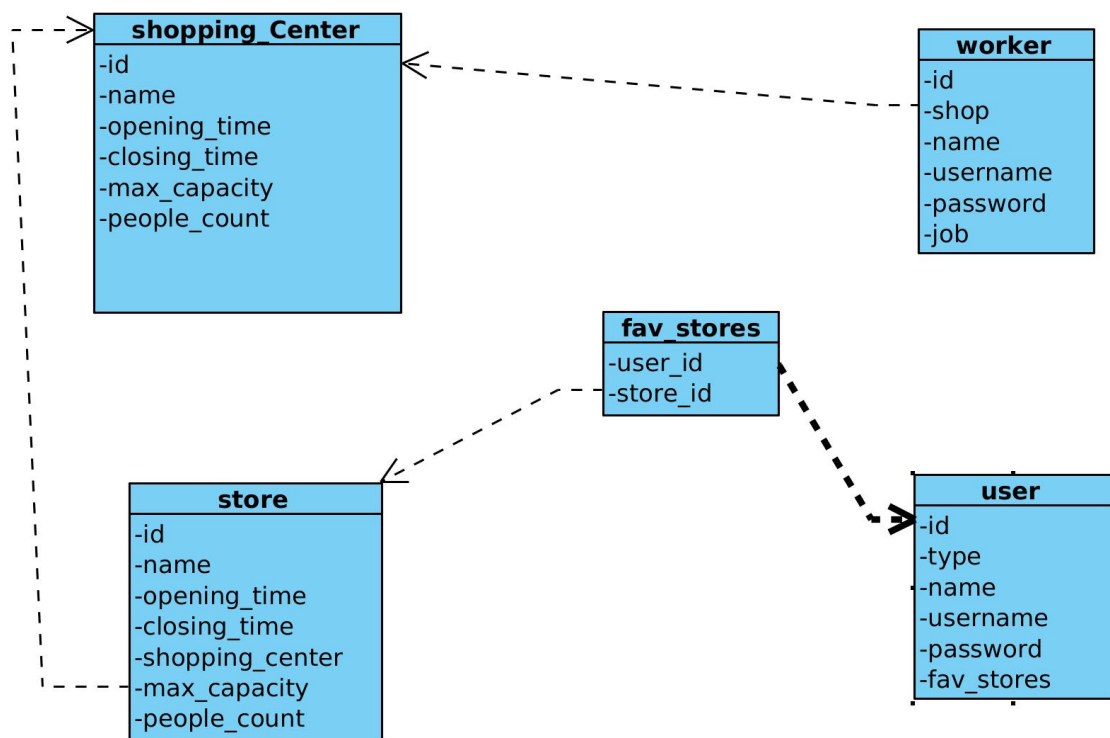 shopping_Center
-id
-name
-opening_time
-closing_time
-max_capacity
-people_count
worker
-id
-shop
-name
-username
-password
-job
fav_stores
-user_id
-store_id
store
-id
-name
-opening_time
-closing_time
-shopping_center
-max_capacity
-people_count
user
-id
-type
-name
-username
-password
-fav_stores